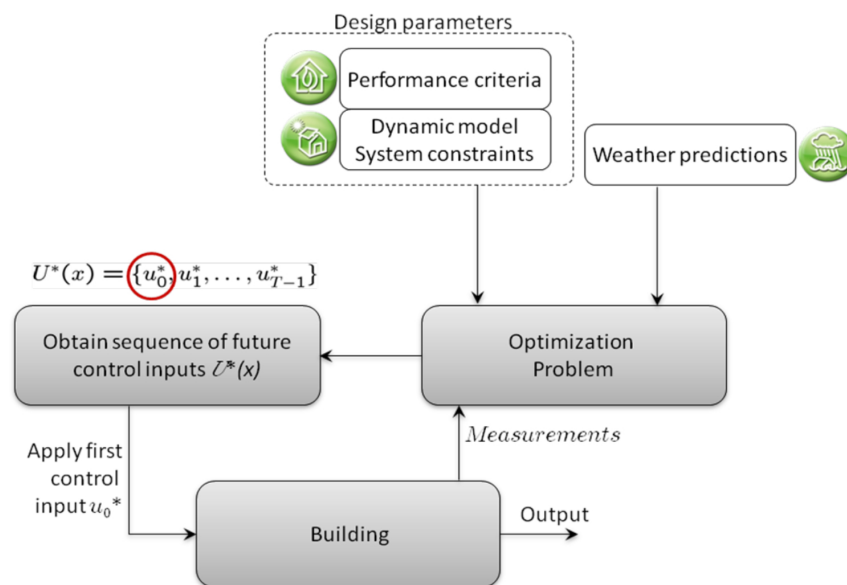 Design parameters
Performance criteria
Dynamic model
System constraints
Weather predictions
U*(x) = {u₀*, u₁*, . . . , u*_{T−1}}
Obtain sequence of future
control inputs U*(x)
Optimization
Problem
Apply first
control
input u₀*
Measurements
Building
Output